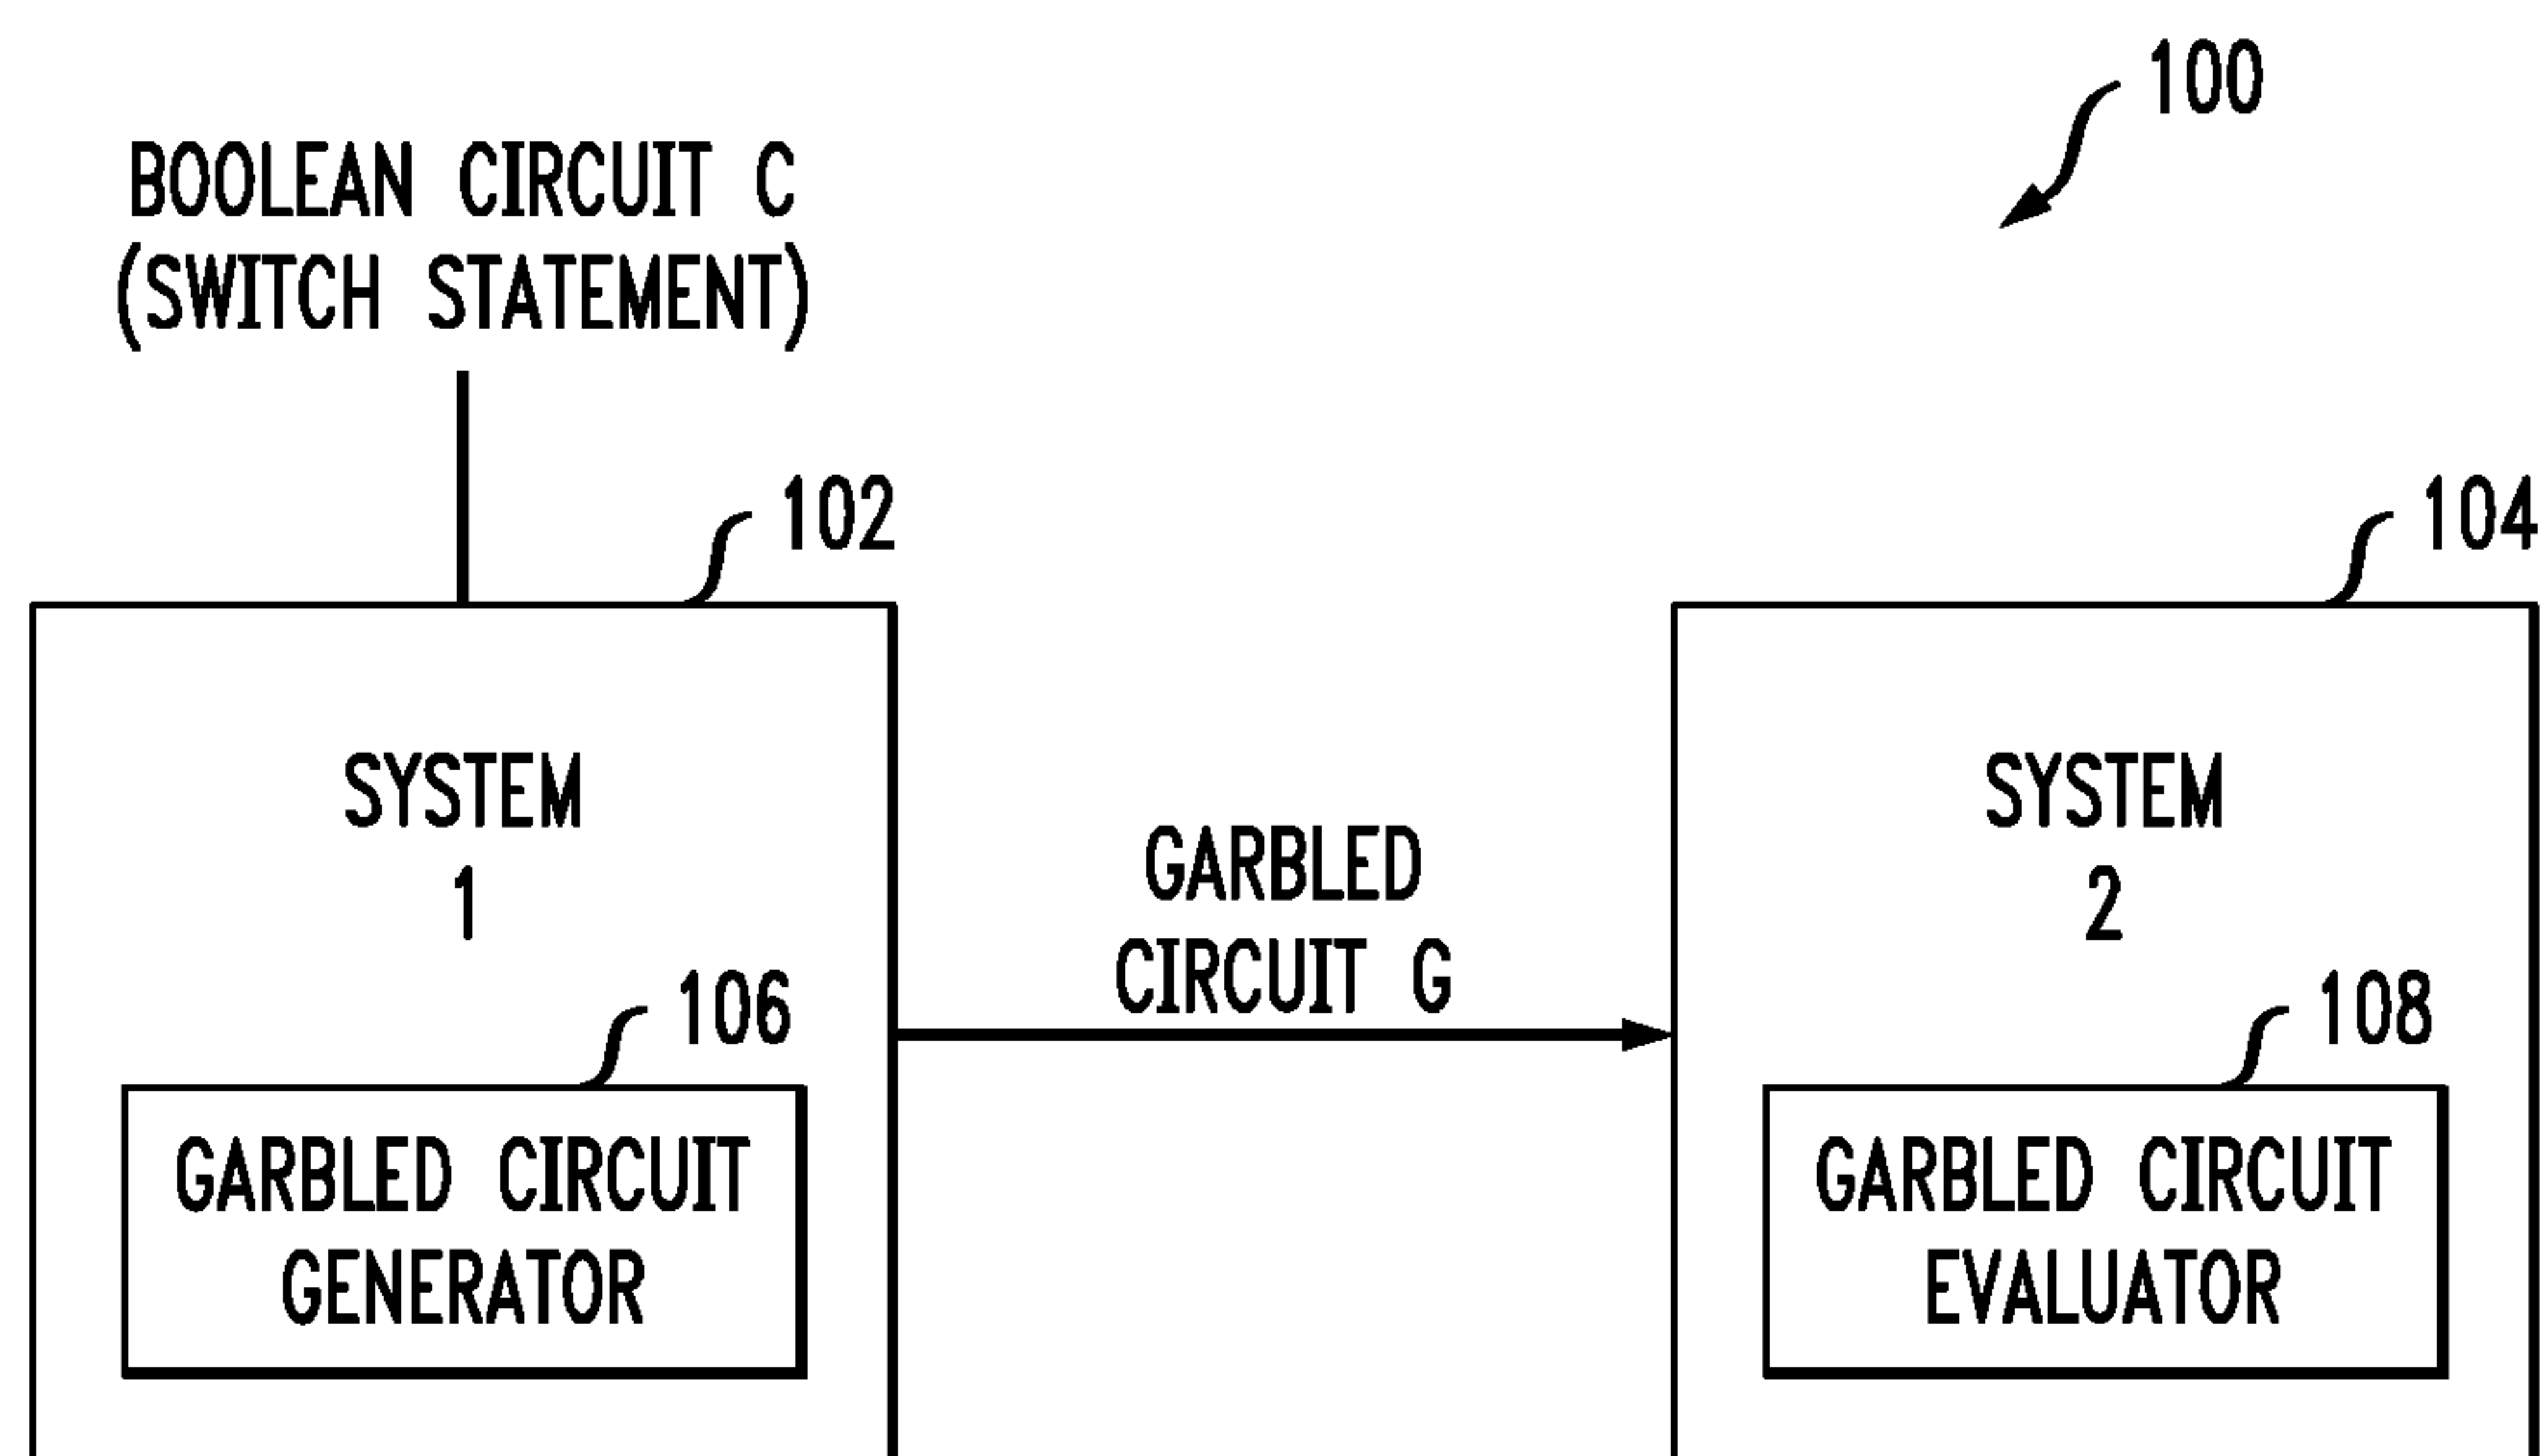 100
BOOLEAN CIRCUIT C
(SWITCH STATEMENT)
102
104
SYSTEM
1
SYSTEM
2
GARBLED
CIRCUIT G
106
108
GARBLED CIRCUIT
GENERATOR
GARBLED CIRCUIT
EVALUATOR